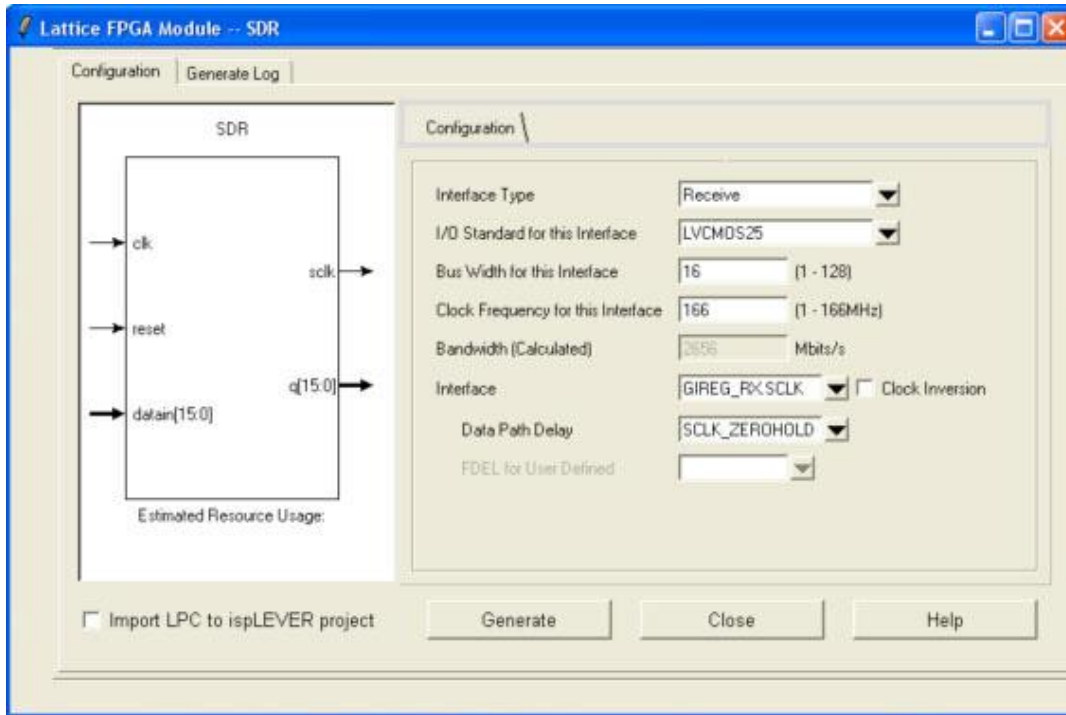 Lattice FPGA Module -- SDR
Configuration
Generate Log
SDR
clk
sclk
reset
q[15:0]
datain[15:0]
Estimated Resource Usage:
Configuration
Interface Type
Receive
I/O Standard for this Interface
LVCMOS25
Bus Width for this Interface
16
(1 - 128)
Clock Frequency for this Interface
166
(1 - 166MHz)
Bandwidth (Calculated)
2656
Mbits/s
Interface
GIREG_RX.SCLK
Clock Inversion
Data Path Delay
SCLK_ZEROHOLD
FDEL for User Defined
Import LPC to ispLEVER project
Generate
Close
Help